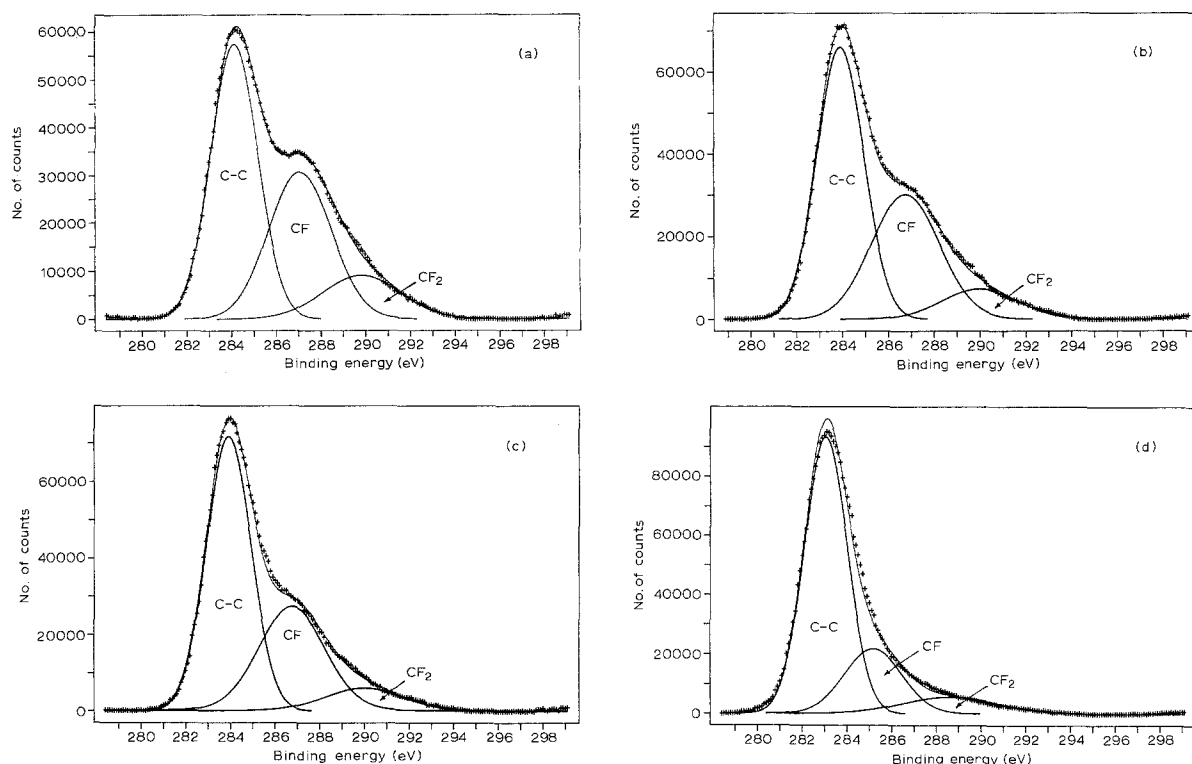 (a)
60000
50000
40000
30000
20000
10000
0
No. of counts
C-C
CF
CF2
280 282 284 286 288 290 292 294 296 298
Binding energy (eV)
(b)
60000
40000
20000
0
No. of counts
C-C
CF
CF2
280 282 284 286 288 290 292 294 296 298
Binding energy (eV)
(c)
60000
40000
20000
0
No. of counts
C-C
CF
CF2
280 282 284 286 288 290 292 294 296 298
Binding energy (eV)
(d)
80000
60000
40000
20000
0
No. of counts
C-C
CF
CF2
280 282 284 286 288 290 292 294 296 298
Binding energy (eV)